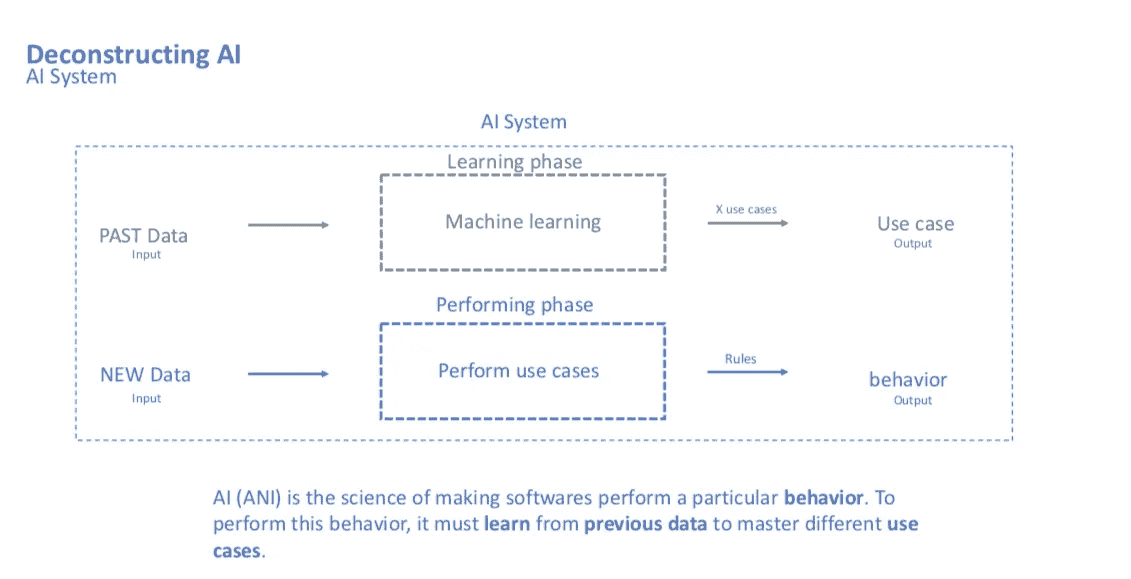 Deconstructing AI
AI System
AI System
Learning phase
PAST Data
Input
Machine learning
X use cases
Use case
Output
Performing phase
NEW Data
Input
Perform use cases
Rules
behavior
Output
AI (ANI) is the science of making softwares perform a particular behavior. To
perform this behavior, it must learn from previous data to master different use
cases.